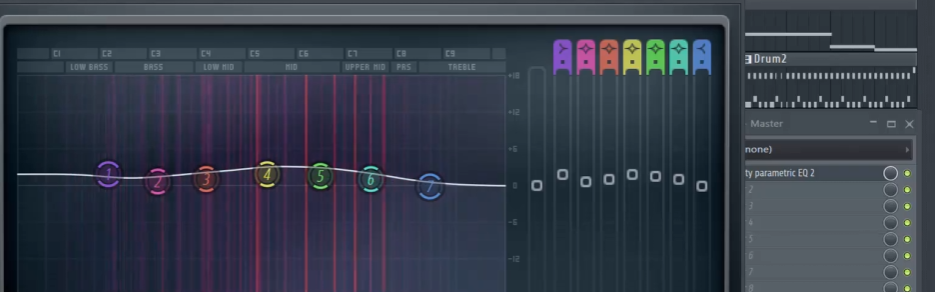 C1 C2 C3 C4 C5 C6 C7 C8 C9
LOW BASS BASS LOW MID MID UPPER MID PRS TREBLE
+18
+12
+6
0
-6
-12
1 2 3 4 5 6 7
Drum2
Master
none)
ty parametric EQ 2
2
3
4
5
6
7
8